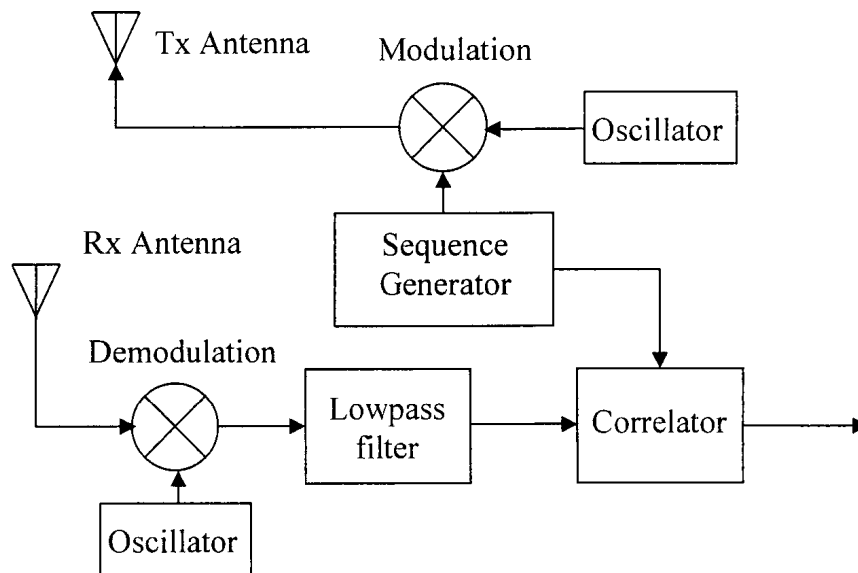 Tx Antenna
Modulation
Oscillator
Rx Antenna
Sequence
Generator
Demodulation
Lowpass
filter
Correlator
Oscillator